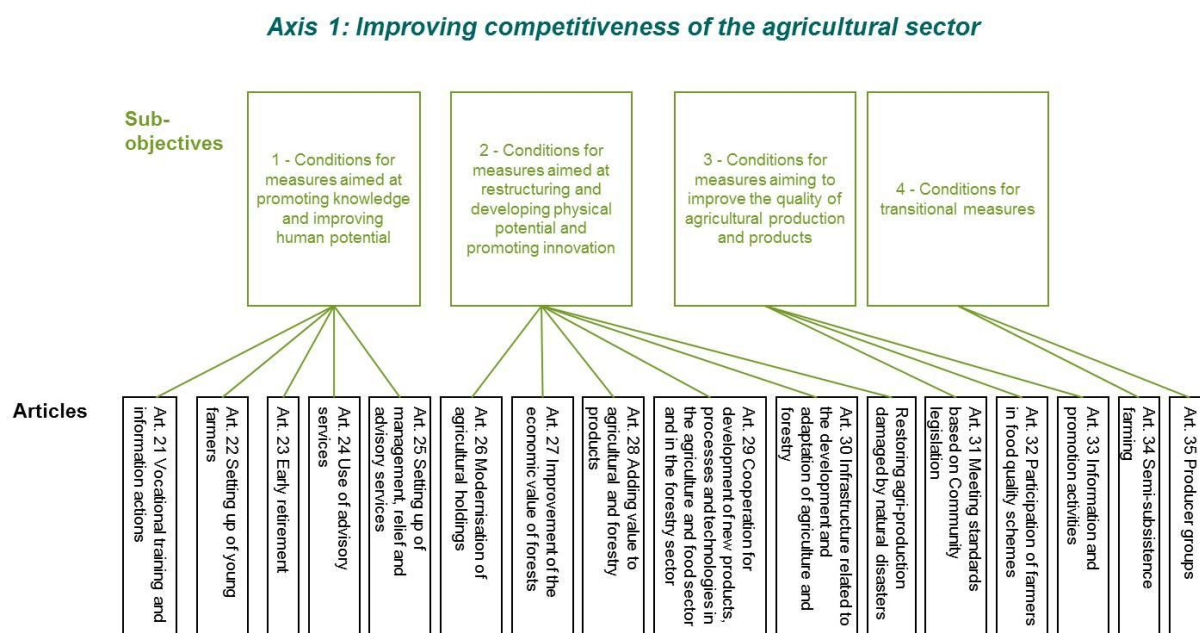 Axis 1: Improving competitiveness of the agricultural sector
Sub-
objectives
1 - Conditions for
measures aimed at
promoting knowledge
and improving
human potential
2 - Conditions for
measures aimed at
restructuring and
developing physical
potential and
promoting innovation
3 - Conditions for
measures aiming to
improve the quality of
agricultural production
and products
4 - Conditions for
transitional measures
Articles
Art. 21 Vocational training and
information actions
Art. 22 Setting up of young
farmers
Art. 23 Early retirement
Art. 24 Use of advisory
services
Art. 25 Setting up of
management, relief and
advisory services
Art. 26 Modernisation of
agricultural holdings
Art. 27 Improvement of the
economic value of forests
Art. 28 Adding value to
agricultural and forestry
products
Art. 29 Cooperation for
development of new products,
processes and technologies in
the agriculture and food sector
and in the forestry sector
Art. 30 Infrastructure related to
the development and
adaptation of agriculture and
forestry
Restoring agri-production
damaged by natural disasters
Art. 31 Meeting standards
based on Community
legislation
Art. 32 Participation of farmers
in food quality schemes
Art. 33 Information and
promotion activities
Art. 34 Semi-subsistence
farming
Art. 35 Producer groups